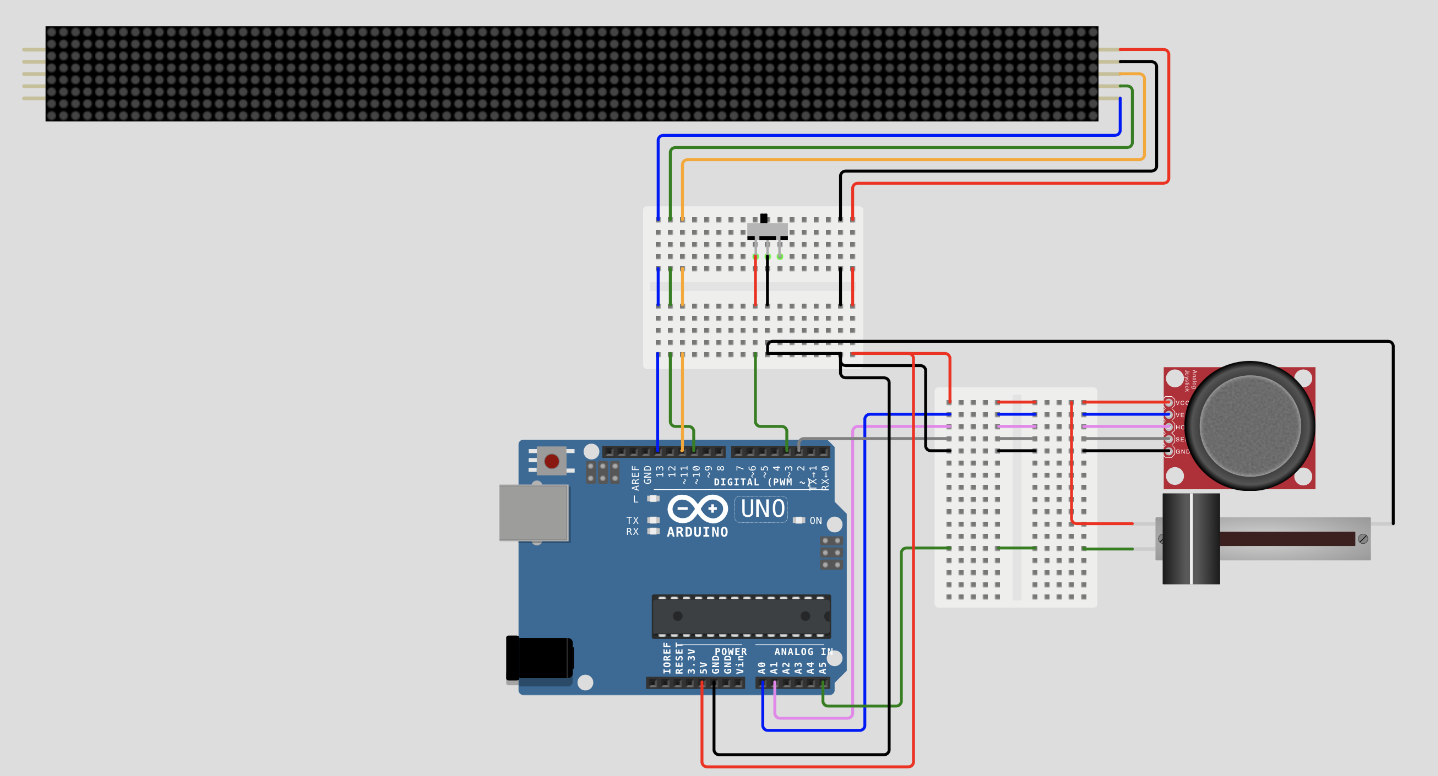 Analog
Joystick
VCC
VE
HO
SE
GND
AREF
GND
13
12
~11
~10
~9
8
7
~6
~5
4
~3
2
TX→1
RX←0
DIGITAL (PWM ~)
L
TX
RX
UNO
ON
ARDUINO
IOREF
RESET
3.3V
5V
GND
GND
Vin
POWER
ANALOG IN
A0
A1
A2
A3
A4
A5